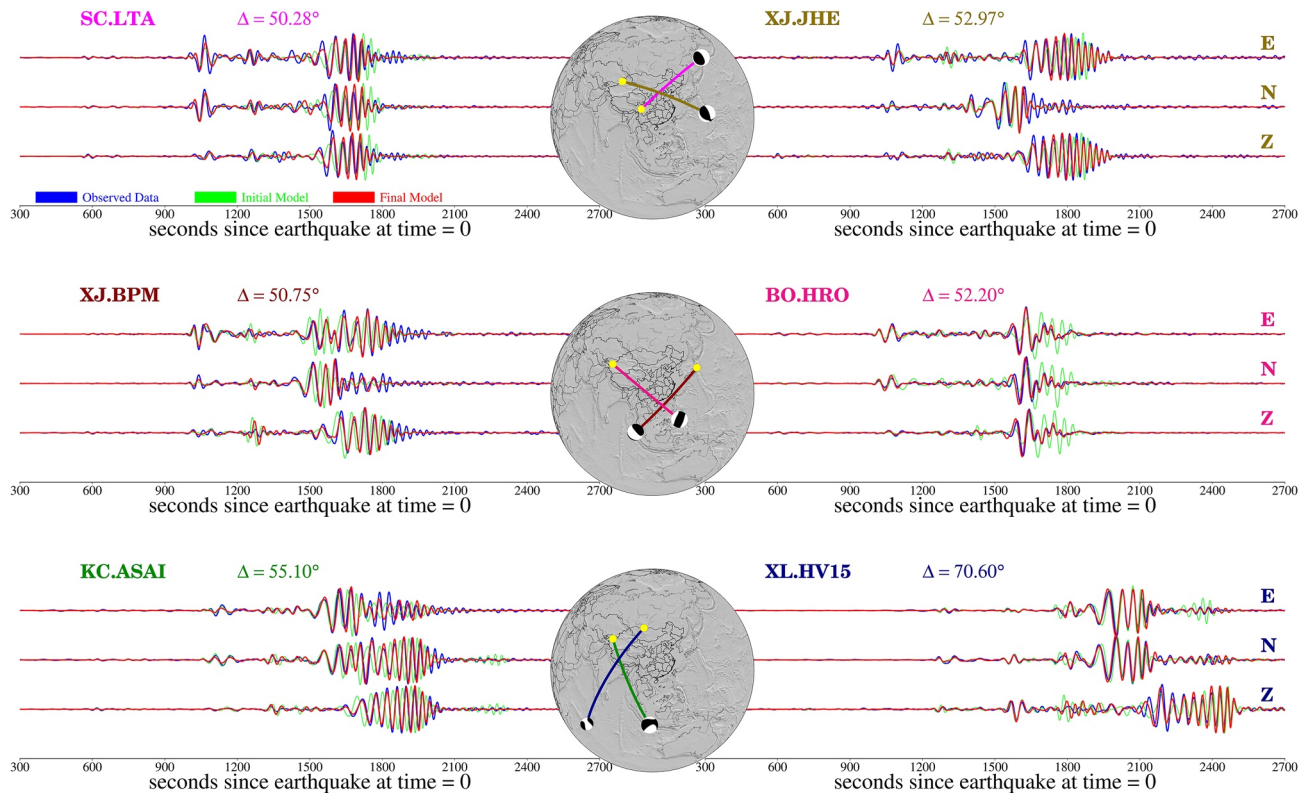 SC.LTA Δ = 50.28° XJ.JHE Δ = 52.97°
E
N
Z
Observed Data Initial Model Final Model
300 600 900 1200 1500 1800 2100 2400 2700 300 600 900 1200 1500 1800 2100 2400 2700
seconds since earthquake at time = 0 seconds since earthquake at time = 0
XJ.BPM Δ = 50.75° BO.HRO Δ = 52.20°
E
N
Z
300 600 900 1200 1500 1800 2100 2400 2700 300 600 900 1200 1500 1800 2100 2400 2700
seconds since earthquake at time = 0 seconds since earthquake at time = 0
KC.ASAI Δ = 55.10° XL.HV15 Δ = 70.60°
E
N
Z
300 600 900 1200 1500 1800 2100 2400 2700 300 600 900 1200 1500 1800 2100 2400 2700
seconds since earthquake at time = 0 seconds since earthquake at time = 0